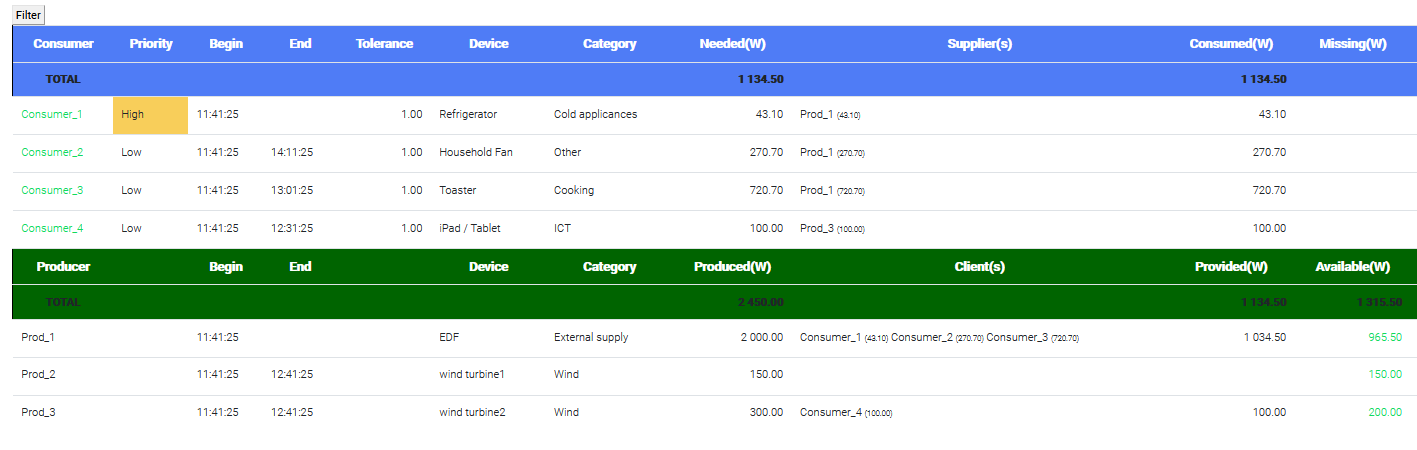 Filter
Consumer Priority Begin End Tolerance Device Category Needed(W) Supplier(s) Consumed(W) Missing(W)
TOTAL 1 134.50 1 134.50
Consumer_1 High 11:41:25 1.00 Refrigerator Cold applicances 43.10 Prod_1 (43.10) 43.10
Consumer_2 Low 11:41:25 14:11:25 1.00 Household Fan Other 270.70 Prod_1 (270.70) 270.70
Consumer_3 Low 11:41:25 13:01:25 1.00 Toaster Cooking 720.70 Prod_1 (720.70) 720.70
Consumer_4 Low 11:41:25 12:31:25 1.00 iPad / Tablet ICT 100.00 Prod_3 (100.00) 100.00
Producer Begin End Device Category Produced(W) Client(s) Provided(W) Available(W)
TOTAL 2 450.00 1 134.50 1 315.50
Prod_1 11:41:25 EDF External supply 2 000.00 Consumer_1 (43.10) Consumer_2 (270.70) Consumer_3 (720.70) 1 034.50 965.50
Prod_2 11:41:25 12:41:25 wind turbine1 Wind 150.00 150.00
Prod_3 11:41:25 12:41:25 wind turbine2 Wind 300.00 Consumer_4 (100.00) 100.00 200.00